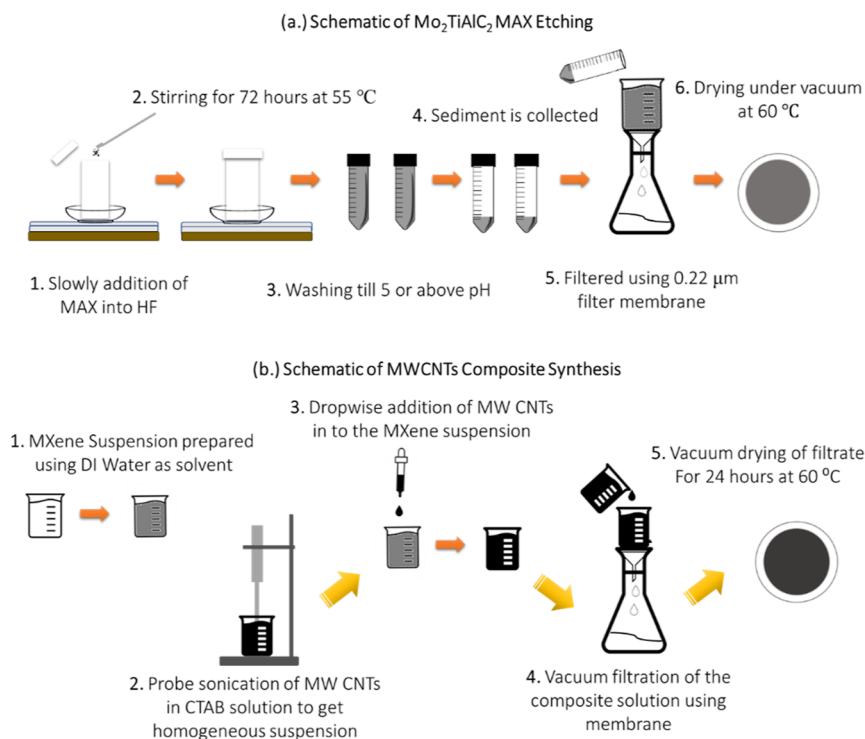 (a.) Schematic of Mo₂TiAlC₂ MAX Etching
2. Stirring for 72 hours at 55 °C
4. Sediment is collected
6. Drying under vacuum
at 60 °C
1. Slowly addition of
MAX into HF
3. Washing till 5 or above pH
5. Filtered using 0.22 μm
filter membrane
(b.) Schematic of MWCNTs Composite Synthesis
1. MXene Suspension prepared
using DI Water as solvent
2. Probe sonication of MW CNTs
in CTAB solution to get
homogeneous suspension
3. Dropwise addition of MW CNTs
in to the MXene suspension
4. Vacuum filtration of the
composite solution using
membrane
5. Vacuum drying of filtrate
For 24 hours at 60 ⁰C